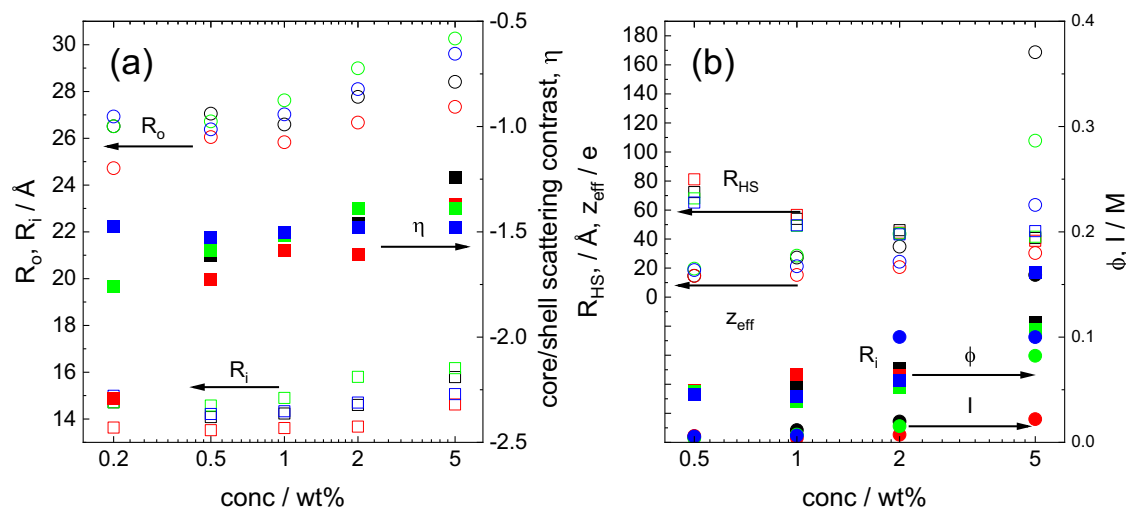 (a)
R_o, R_i / Å
30
28
26
24
22
20
18
16
14
R_o
η
R_i
-0.5
-1.0
-1.5
-2.0
-2.5
core/shell scattering contrast, η
0.2 0.5 1 2 5
conc / wt%
(b)
R_HS, / Å, z_eff / e
180
160
140
120
100
80
60
40
20
0
R_HS
z_eff
R_i
ϕ
I
0.4
0.3
0.2
0.1
0.0
ϕ, I / M
0.5 1 2 5
conc / wt%